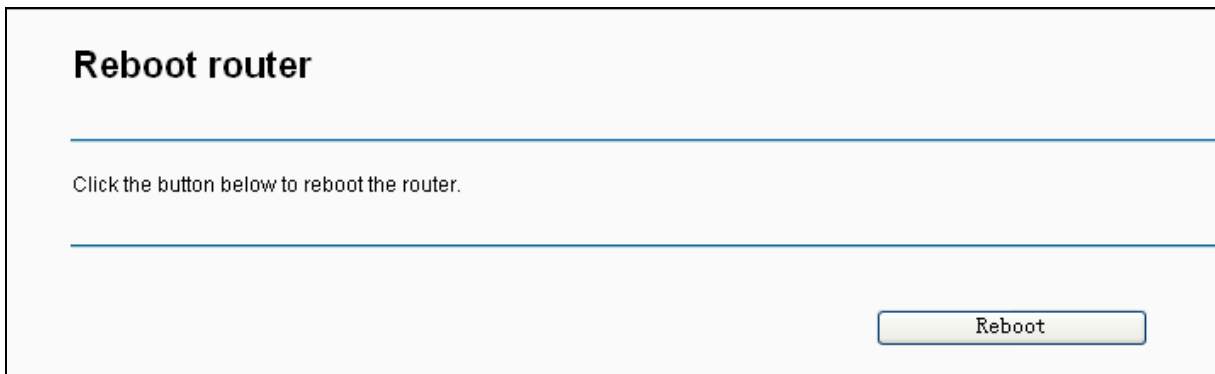 Reboot router
Click the button below to reboot the router.
Reboot